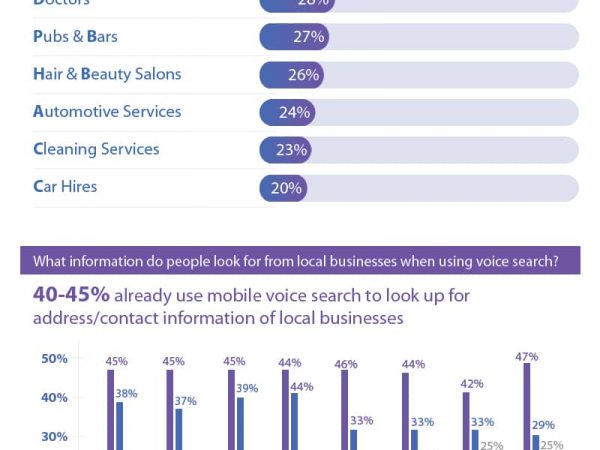 Doctors 28%
Pubs & Bars 27%
Hair & Beauty Salons 26%
Automotive Services 24%
Cleaning Services 23%
Car Hires 20%
What information do people look for from local businesses when using voice search?
40-45% already use mobile voice search to look up for
address/contact information of local businesses
50% 45% 45% 45% 44% 46% 44% 42% 47%
40% 38% 37% 39% 44% 33% 33% 33% 29%
30% 25% 25%